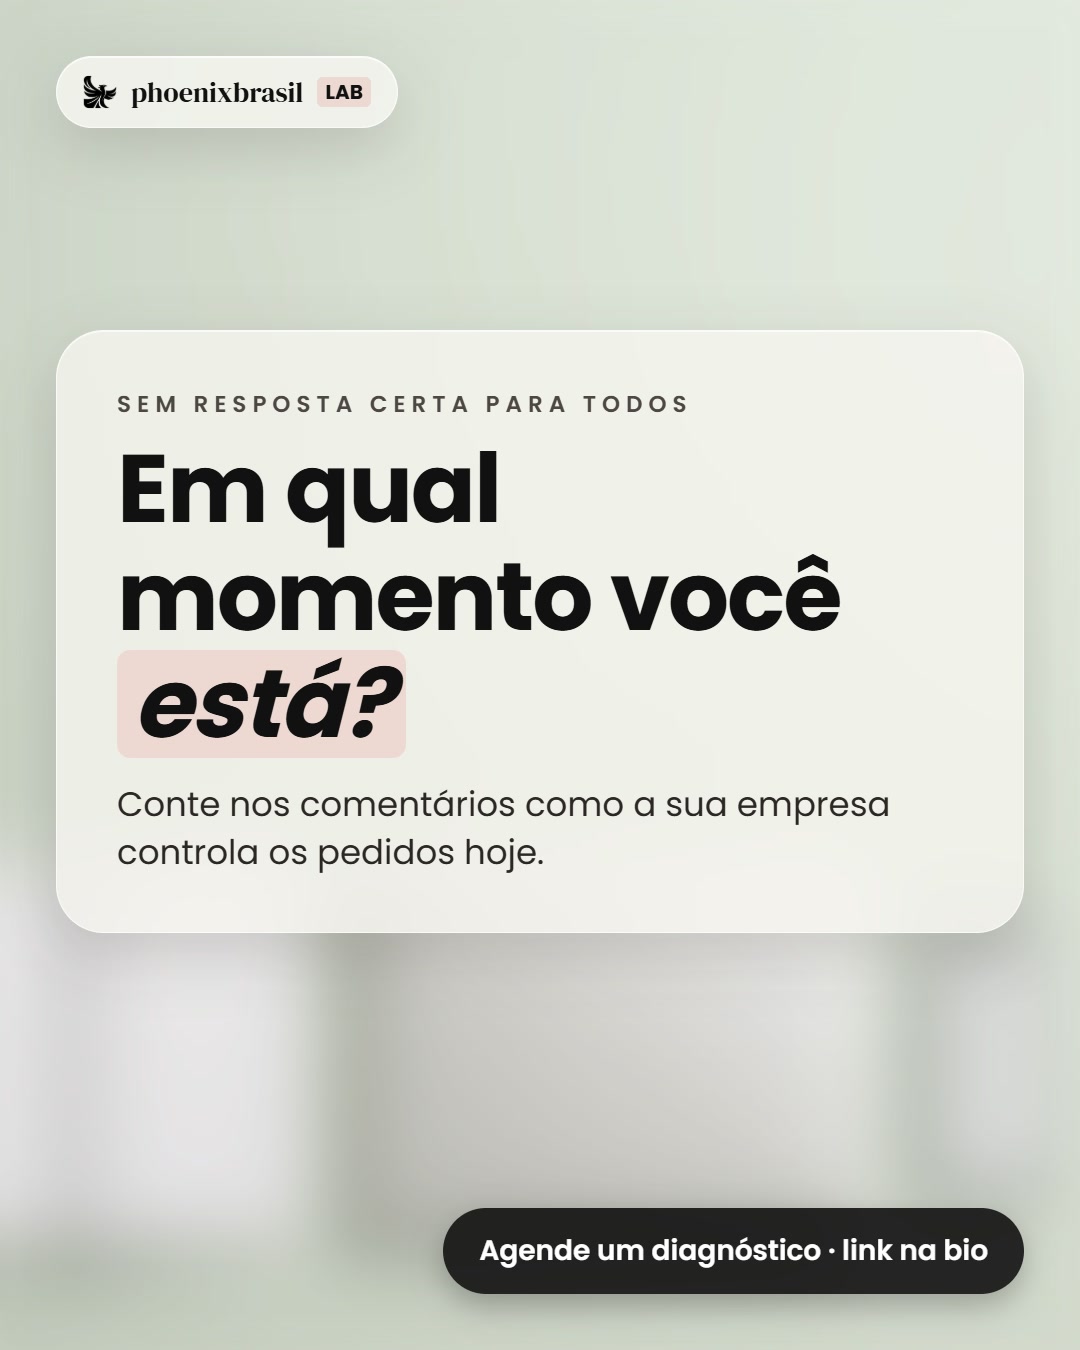 phoenixbrasil LAB
SEM RESPOSTA CERTA PARA TODOS
Em qual
momento você
está?
Conte nos comentários como a sua empresa
controla os pedidos hoje.
Agende um diagnóstico · link na bio